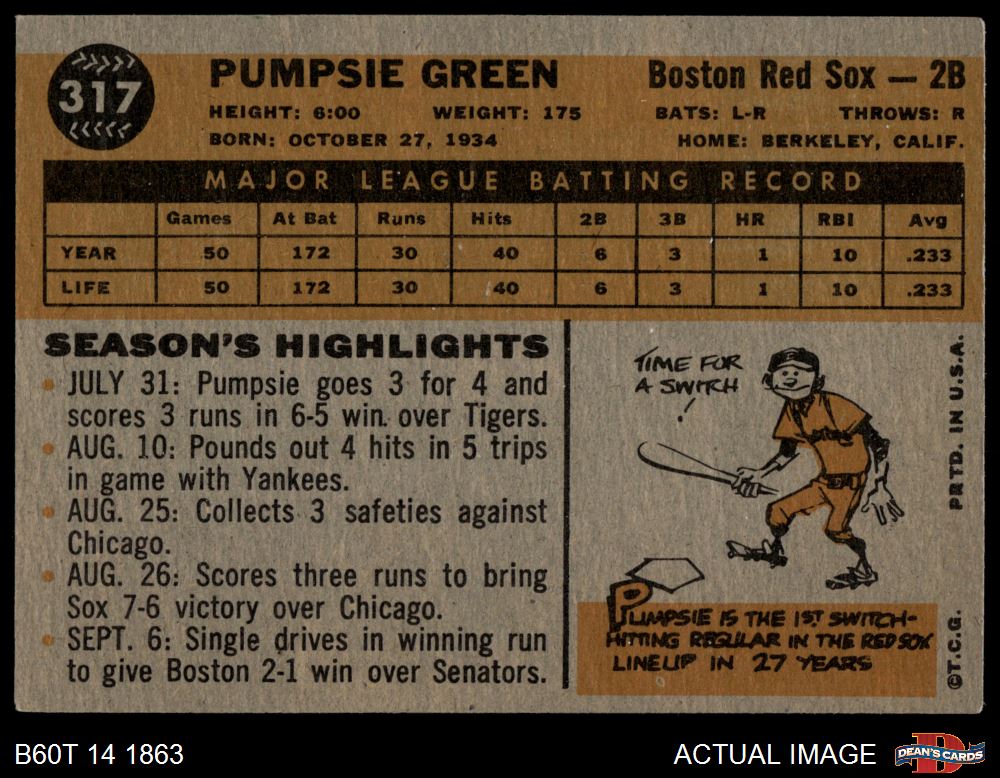 317
PUMPSIE GREEN
Boston Red Sox — 2B
HEIGHT: 6:00 WEIGHT: 175 BATS: L-R THROWS: R
BORN: OCTOBER 27, 1934 HOME: BERKELEY, CALIF.
MAJOR LEAGUE BATTING RECORD
Games At Bat Runs Hits 2B 3B HR RBI Avg
YEAR 50 172 30 40 6 3 1 10 .233
LIFE 50 172 30 40 6 3 1 10 .233
SEASON'S HIGHLIGHTS
• JULY 31: Pumpsie goes 3 for 4 and
scores 3 runs in 6-5 win over Tigers.
• AUG. 10: Pounds out 4 hits in 5 trips
in game with Yankees.
• AUG. 25: Collects 3 safeties against
Chicago.
• AUG. 26: Scores three runs to bring
Sox 7-6 victory over Chicago.
• SEPT. 6: Single drives in winning run
to give Boston 2-1 win over Senators.
TIME FOR
A SWITCH
!
PUMPSIE IS THE 1ST SWITCH-
HITTING REGULAR IN THE RED SOX
LINEUP IN 27 YEARS
©T.C.G. PRTD. IN U.S.A.
B60T 14 1863
ACTUAL IMAGE
D
DEAN'S CARDS